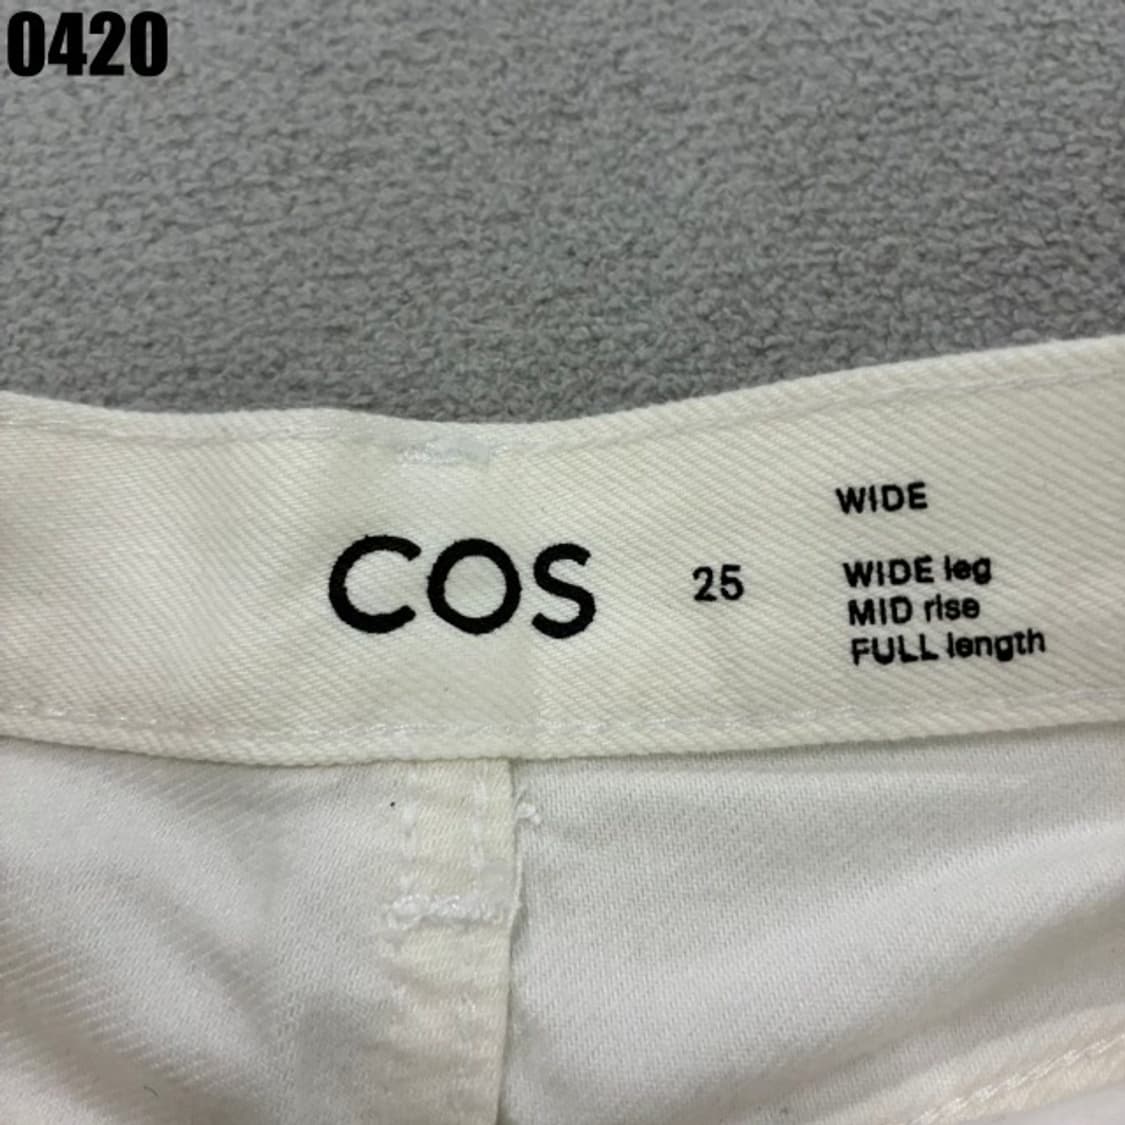 0420
COS
25
WIDE
WIDE leg
MID rise
FULL length